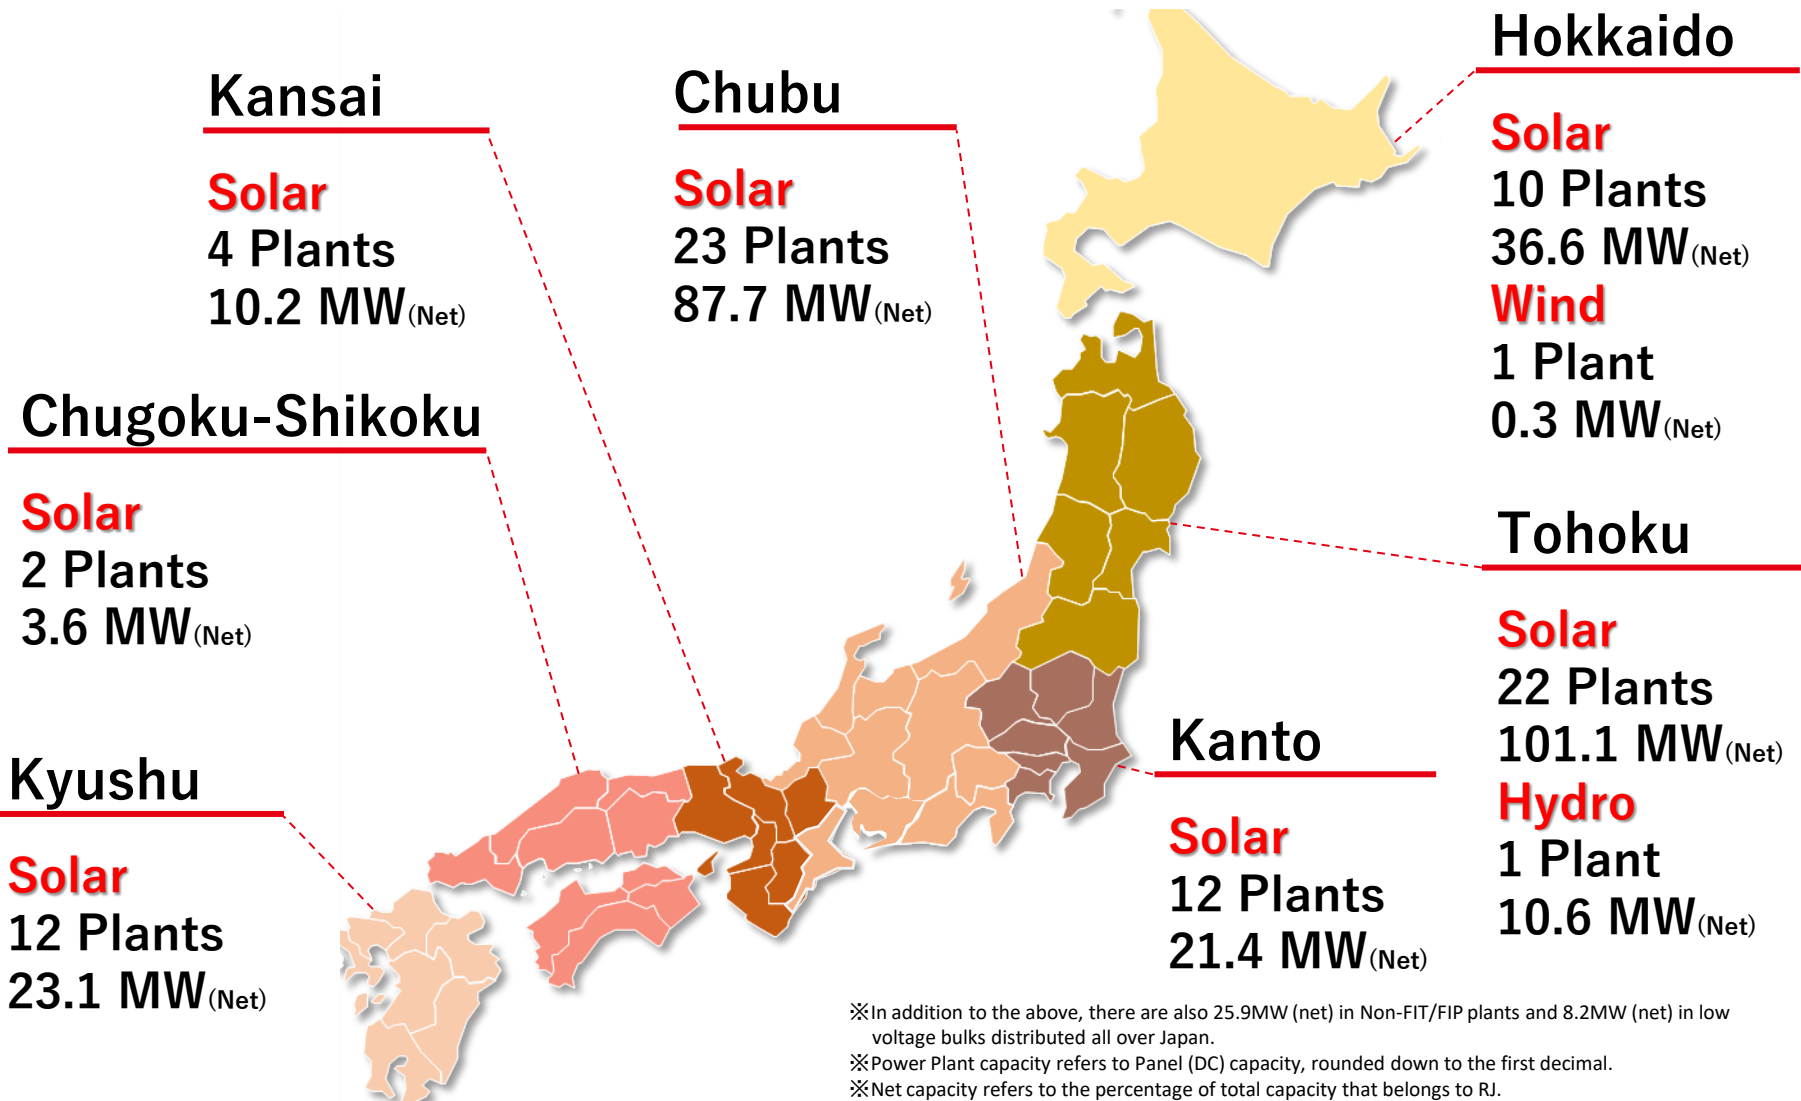 Hokkaido
Solar
10 Plants
36.6 MW(Net)
Wind
1 Plant
0.3 MW(Net)
Kansai
Solar
4 Plants
10.2 MW(Net)
Chubu
Solar
23 Plants
87.7 MW(Net)
Chugoku-Shikoku
Solar
2 Plants
3.6 MW(Net)
Tohoku
Solar
22 Plants
101.1 MW(Net)
Hydro
1 Plant
10.6 MW(Net)
Kanto
Solar
12 Plants
21.4 MW(Net)
Kyushu
Solar
12 Plants
23.1 MW(Net)
※In addition to the above, there are also 25.9MW (net) in Non-FIT/FIP plants and 8.2MW (net) in low
voltage bulks distributed all over Japan.
※Power Plant capacity refers to Panel (DC) capacity, rounded down to the first decimal.
※Net capacity refers to the percentage of total capacity that belongs to RJ.